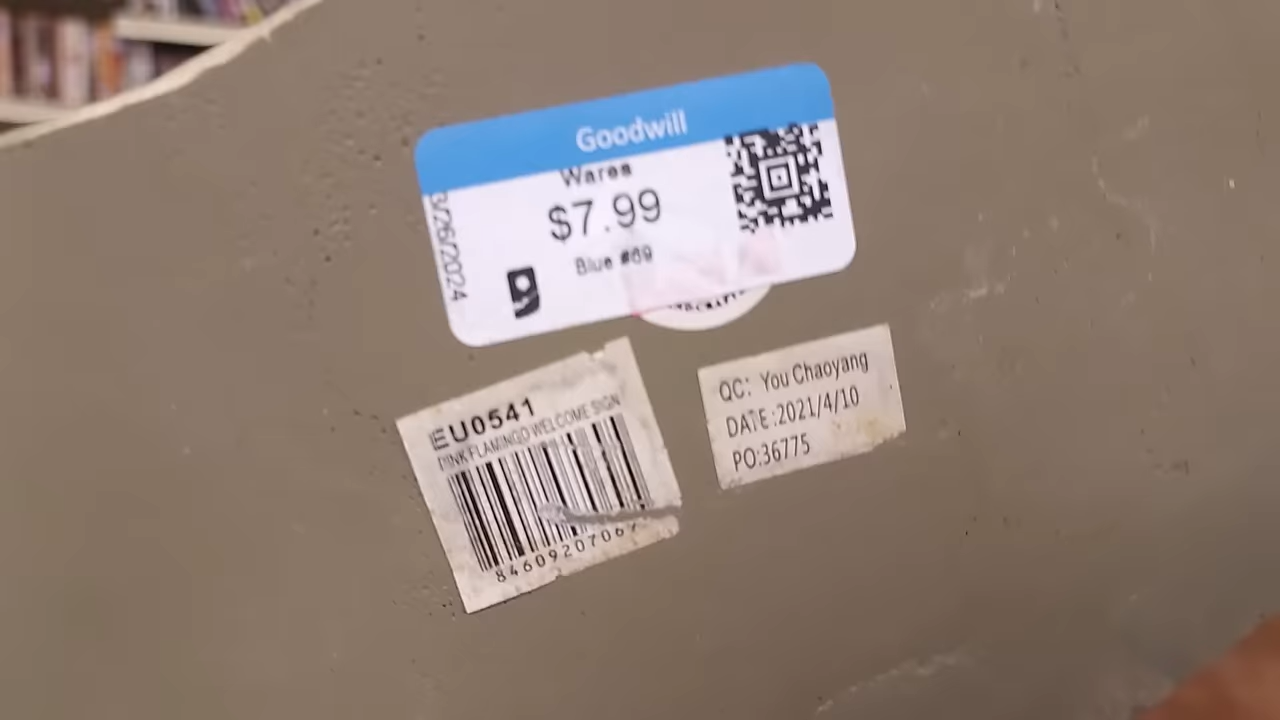 Goodwill
Wares
$7.99
Blue #69
3/26/2024
EU0541
PINK FLAMINGO WELCOME SIGN
84609207067
QC: You Chaoyang
DATE:2021/4/10
PO:36775